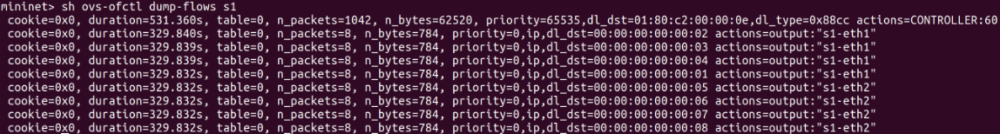 mininet> sh ovs-ofctl dump-flows s1
 cookie=0x0, duration=531.360s, table=0, n_packets=1042, n_bytes=62520, priority=65535,dl_dst=01:80:c2:00:00:0e,dl_type=0x88cc actions=CONTROLLER:60
 cookie=0x0, duration=329.840s, table=0, n_packets=8, n_bytes=784, priority=0,ip,dl_dst=00:00:00:00:00:02 actions=output:"s1-eth1"
 cookie=0x0, duration=329.839s, table=0, n_packets=8, n_bytes=784, priority=0,ip,dl_dst=00:00:00:00:00:03 actions=output:"s1-eth1"
 cookie=0x0, duration=329.839s, table=0, n_packets=8, n_bytes=784, priority=0,ip,dl_dst=00:00:00:00:00:04 actions=output:"s1-eth1"
 cookie=0x0, duration=329.832s, table=0, n_packets=8, n_bytes=784, priority=0,ip,dl_dst=00:00:00:00:00:01 actions=output:"s1-eth1"
 cookie=0x0, duration=329.832s, table=0, n_packets=8, n_bytes=784, priority=0,ip,dl_dst=00:00:00:00:00:05 actions=output:"s1-eth2"
 cookie=0x0, duration=329.832s, table=0, n_packets=8, n_bytes=784, priority=0,ip,dl_dst=00:00:00:00:00:06 actions=output:"s1-eth2"
 cookie=0x0, duration=329.832s, table=0, n_packets=8, n_bytes=784, priority=0,ip,dl_dst=00:00:00:00:00:07 actions=output:"s1-eth2"
 cookie=0x0, duration=329.832s, table=0, n_packets=8, n_bytes=784, priority=0,ip,dl_dst=00:00:00:00:00:08 actions=output:"s1-eth2"